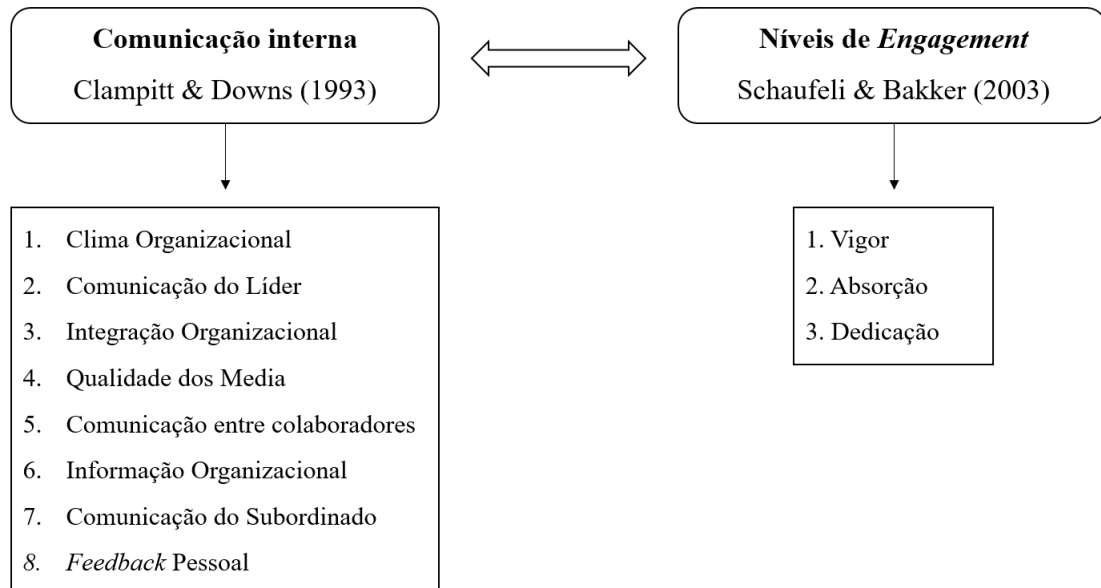 Comunicação interna
Clampitt & Downs (1993)
Níveis de Engagement
Schaufeli & Bakker (2003)
1. Clima Organizacional
2. Comunicação do Líder
3. Integração Organizacional
4. Qualidade dos Media
5. Comunicação entre colaboradores
6. Informação Organizacional
7. Comunicação do Subordinado
8. Feedback Pessoal
1. Vigor
2. Absorção
3. Dedicação